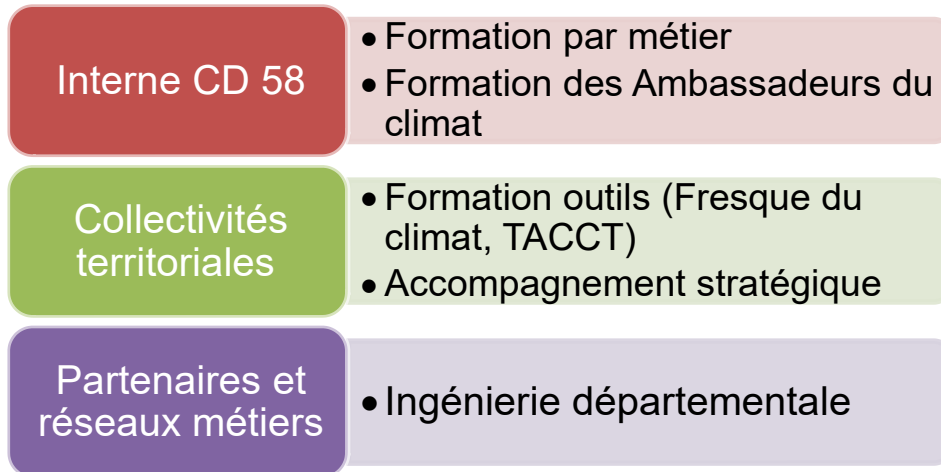 Interne CD 58
• Formation par métier
• Formation des Ambassadeurs du
climat
Collectivités
territoriales
• Formation outils (Fresque du
climat, TACCT)
• Accompagnement stratégique
Partenaires et
réseaux métiers
• Ingénierie départementale